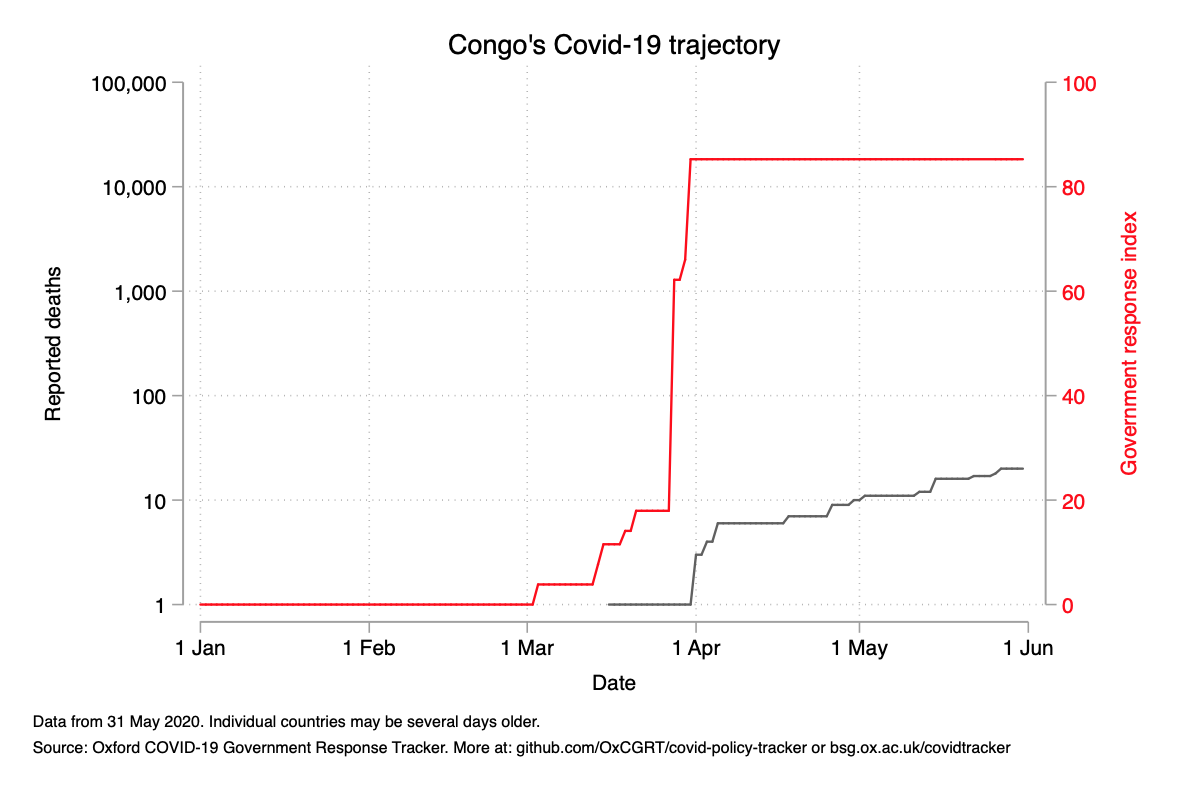 Congo's Covid-19 trajectory
100,000
10,000
1,000
100
10
1
Reported deaths
100
80
60
40
20
0
Government response index
1 Jan
1 Feb
1 Mar
1 Apr
1 May
1 Jun
Date
Data from 31 May 2020. Individual countries may be several days older.
Source: Oxford COVID-19 Government Response Tracker. More at: github.com/OxCGRT/covid-policy-tracker or bsg.ox.ac.uk/covidtracker